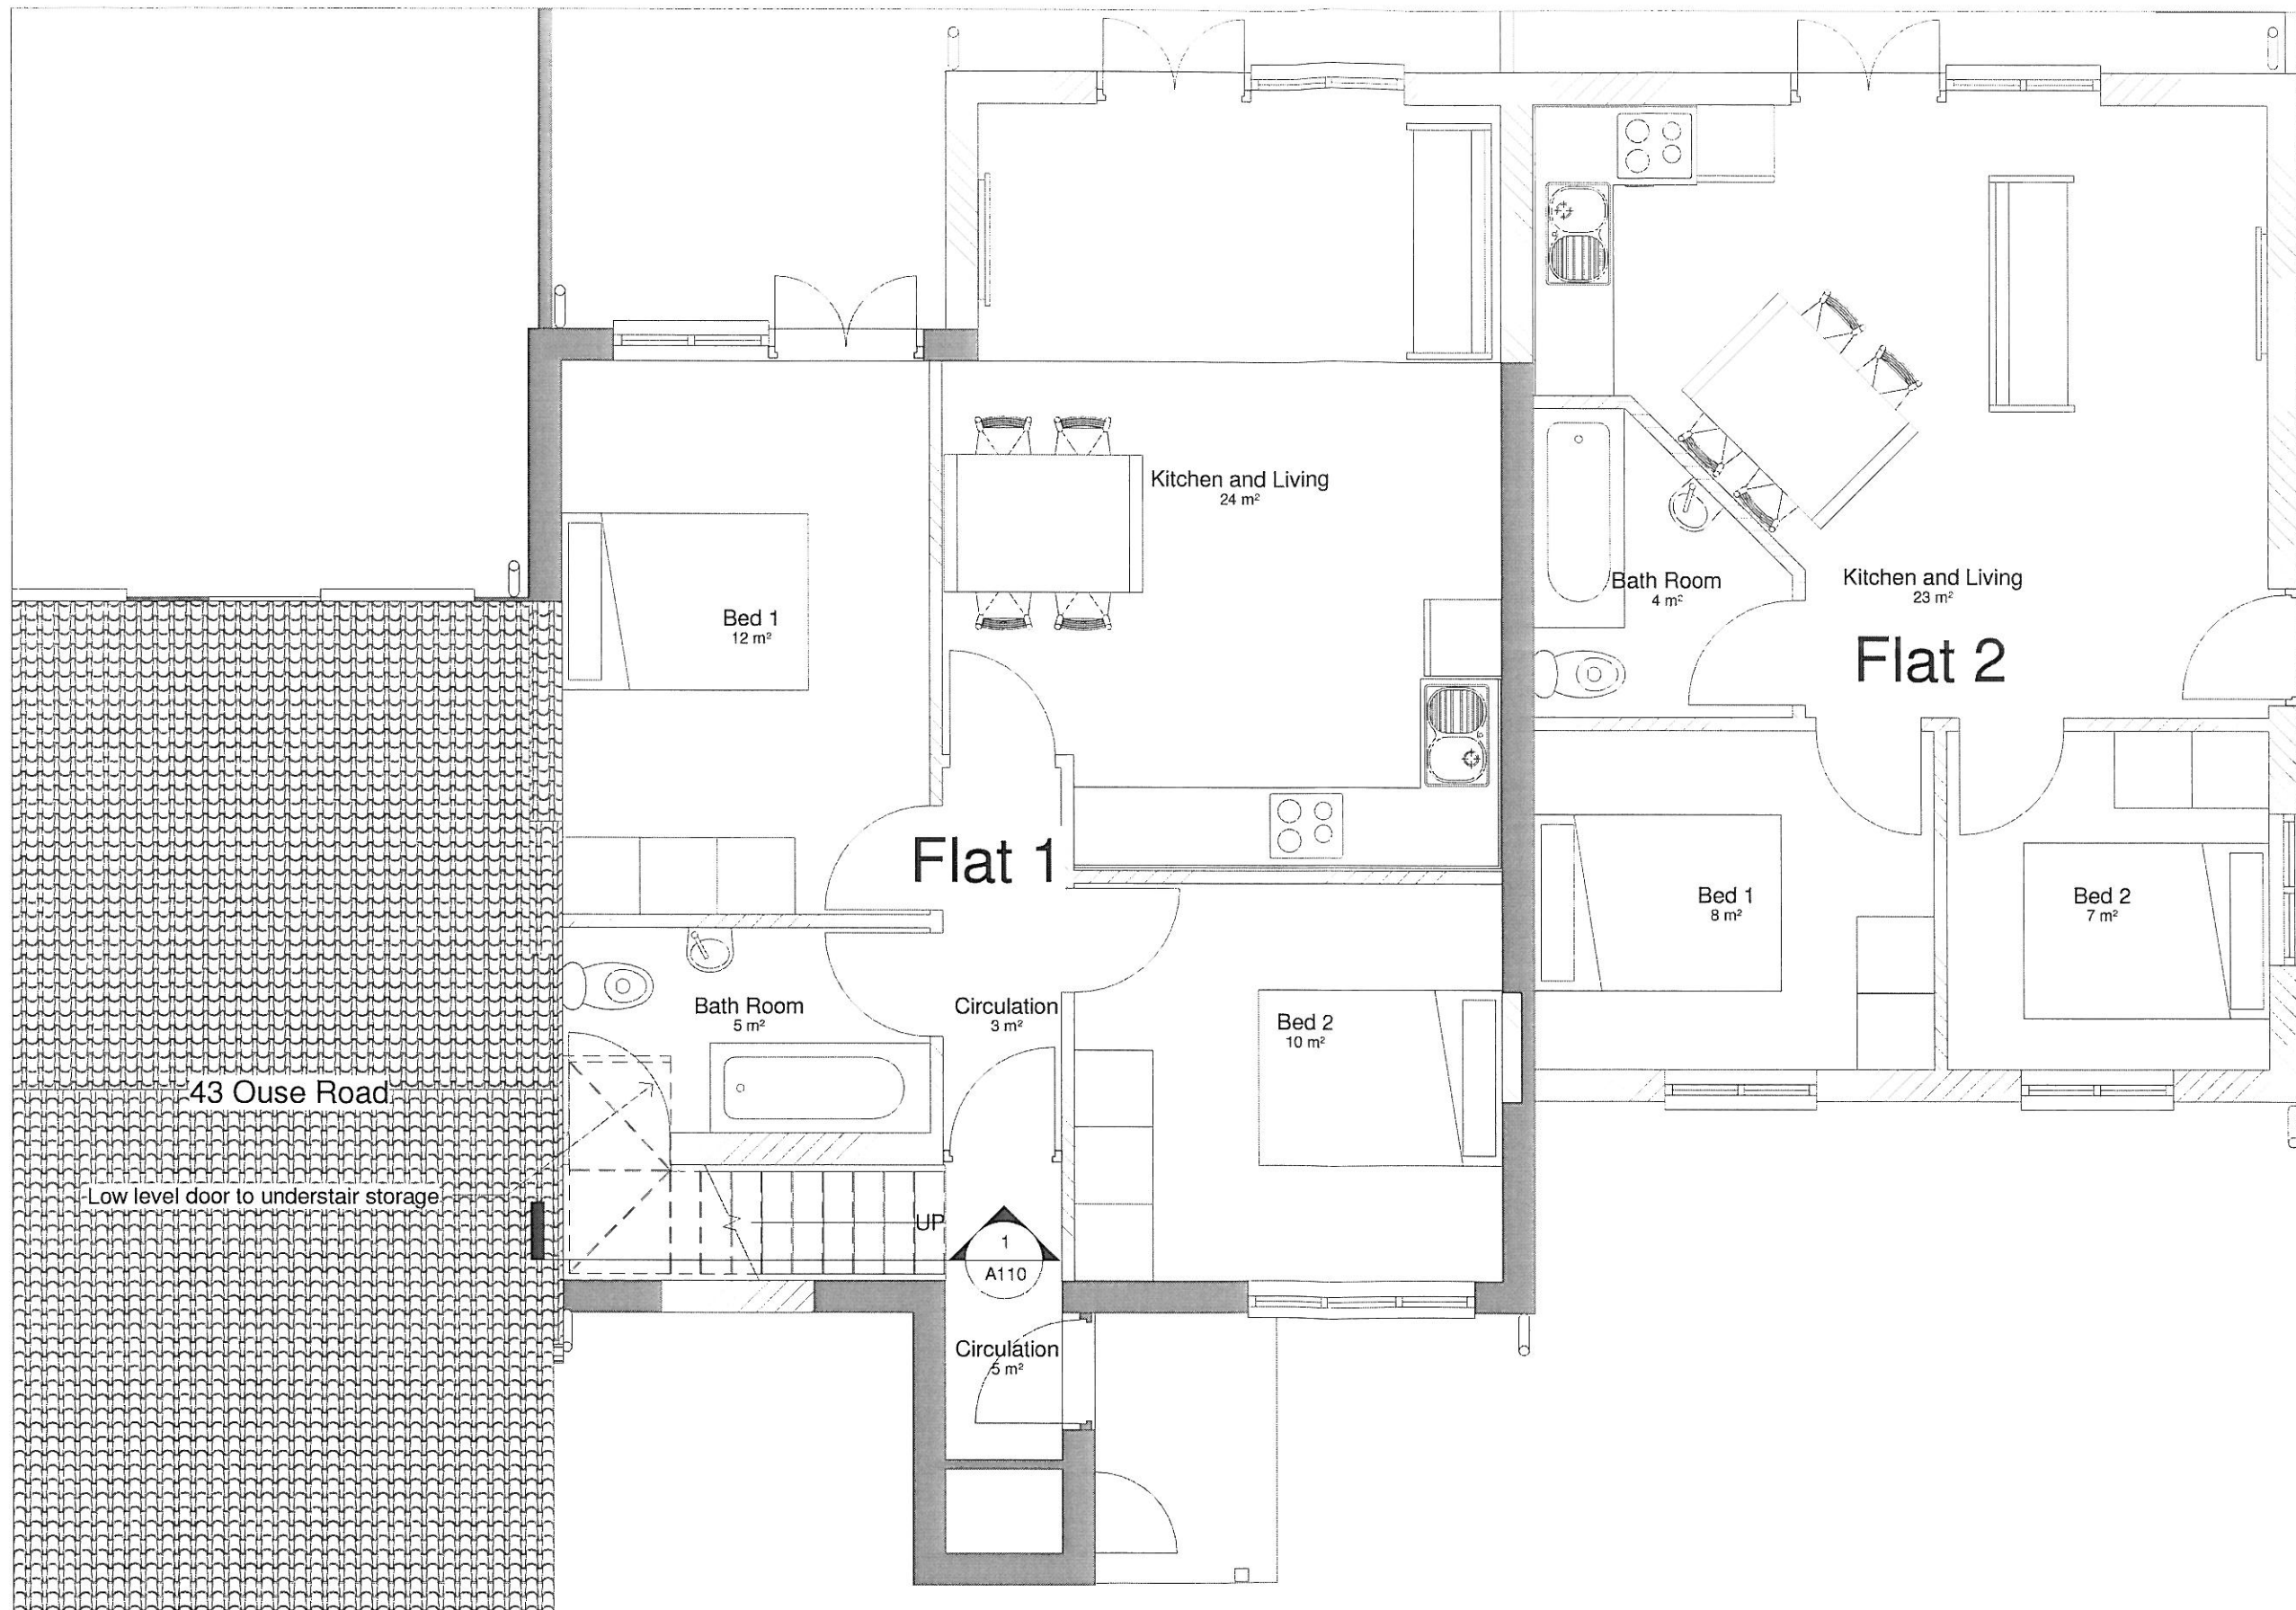 Kitchen and Living
24 m²
Bed 1
12 m²
Flat 1
Bath Room
5 m²
Circulation
3 m²
Bed 2
10 m²
43 Ouse Road
Low level door to understair storage
UP
1
A110
Circulation
5 m²
Bath Room
4 m²
Kitchen and Living
23 m²
Flat 2
Bed 1
8 m²
Bed 2
7 m²